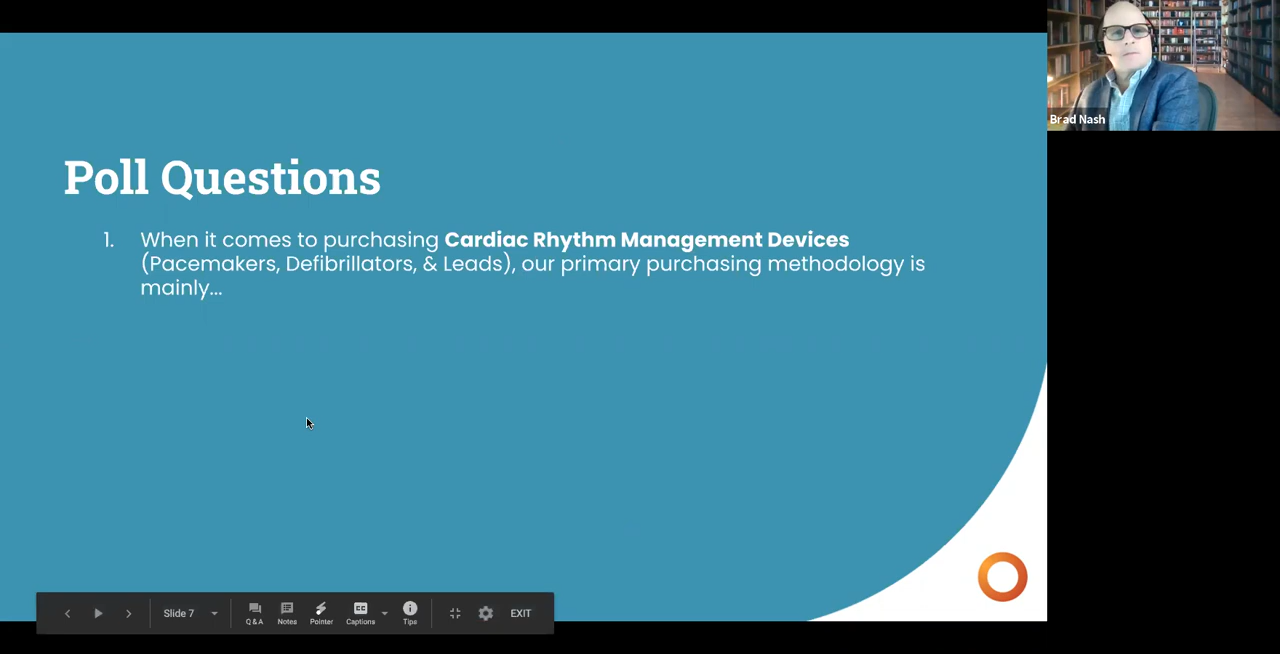 Poll Questions
1. When it comes to purchasing Cardiac Rhythm Management Devices
(Pacemakers, Defibrillators, & Leads), our primary purchasing methodology is
mainly...
Brad Nash
Slide 7
Q & A
Notes
Pointer
CC
Captions
Tips
EXIT